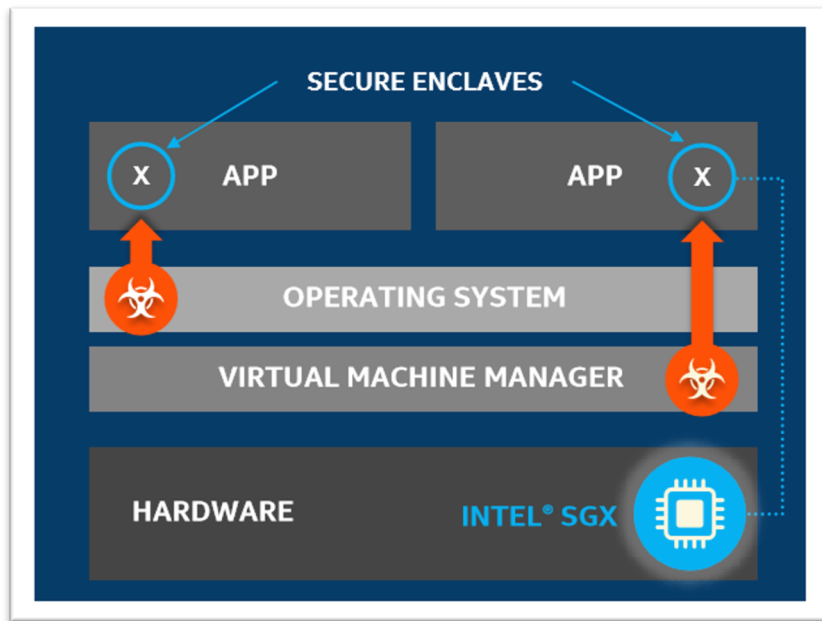 SECURE ENCLAVES
X APP
APP X
OPERATING SYSTEM
VIRTUAL MACHINE MANAGER
HARDWARE
INTEL® SGX